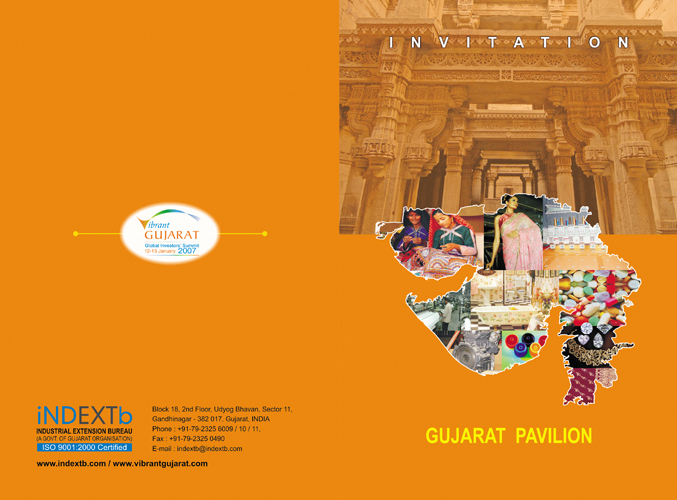 INVITATION
Vibrant
GUJARAT
Global Investors' Summit
12-13 January 2007
iNDEXTb
INDUSTRIAL EXTENSION BUREAU
(A GOVT. OF GUJARAT ORGANISATION)
ISO 9001:2000 Certified
Block 18, 2nd Floor, Udyog Bhavan, Sector 11,
Gandhinagar - 382 017. Gujarat, INDIA
Phone : +91-79-2325 6009 / 10 / 11,
Fax : +91-79-2325 0490
E-mail : indextb@indextb.com
www.indextb.com / www.vibrantgujarat.com
GUJARAT PAVILION